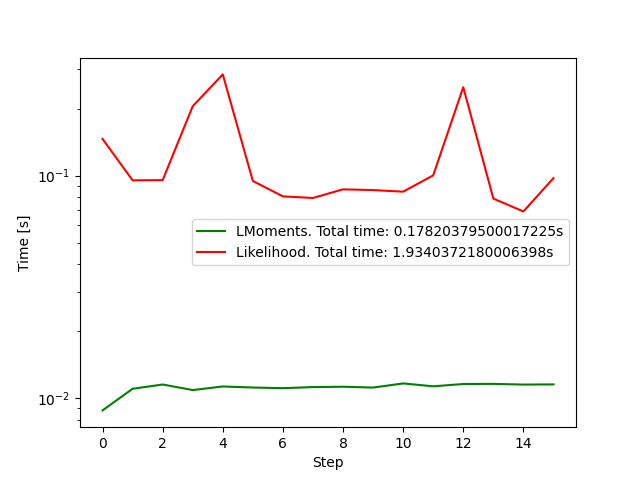 10⁻¹
10⁻²
Time [s]
LMoments. Total time: 0.17820379500017225s
Likelihood. Total time: 1.9340372180006398s
0 2 4 6 8 10 12 14
Step